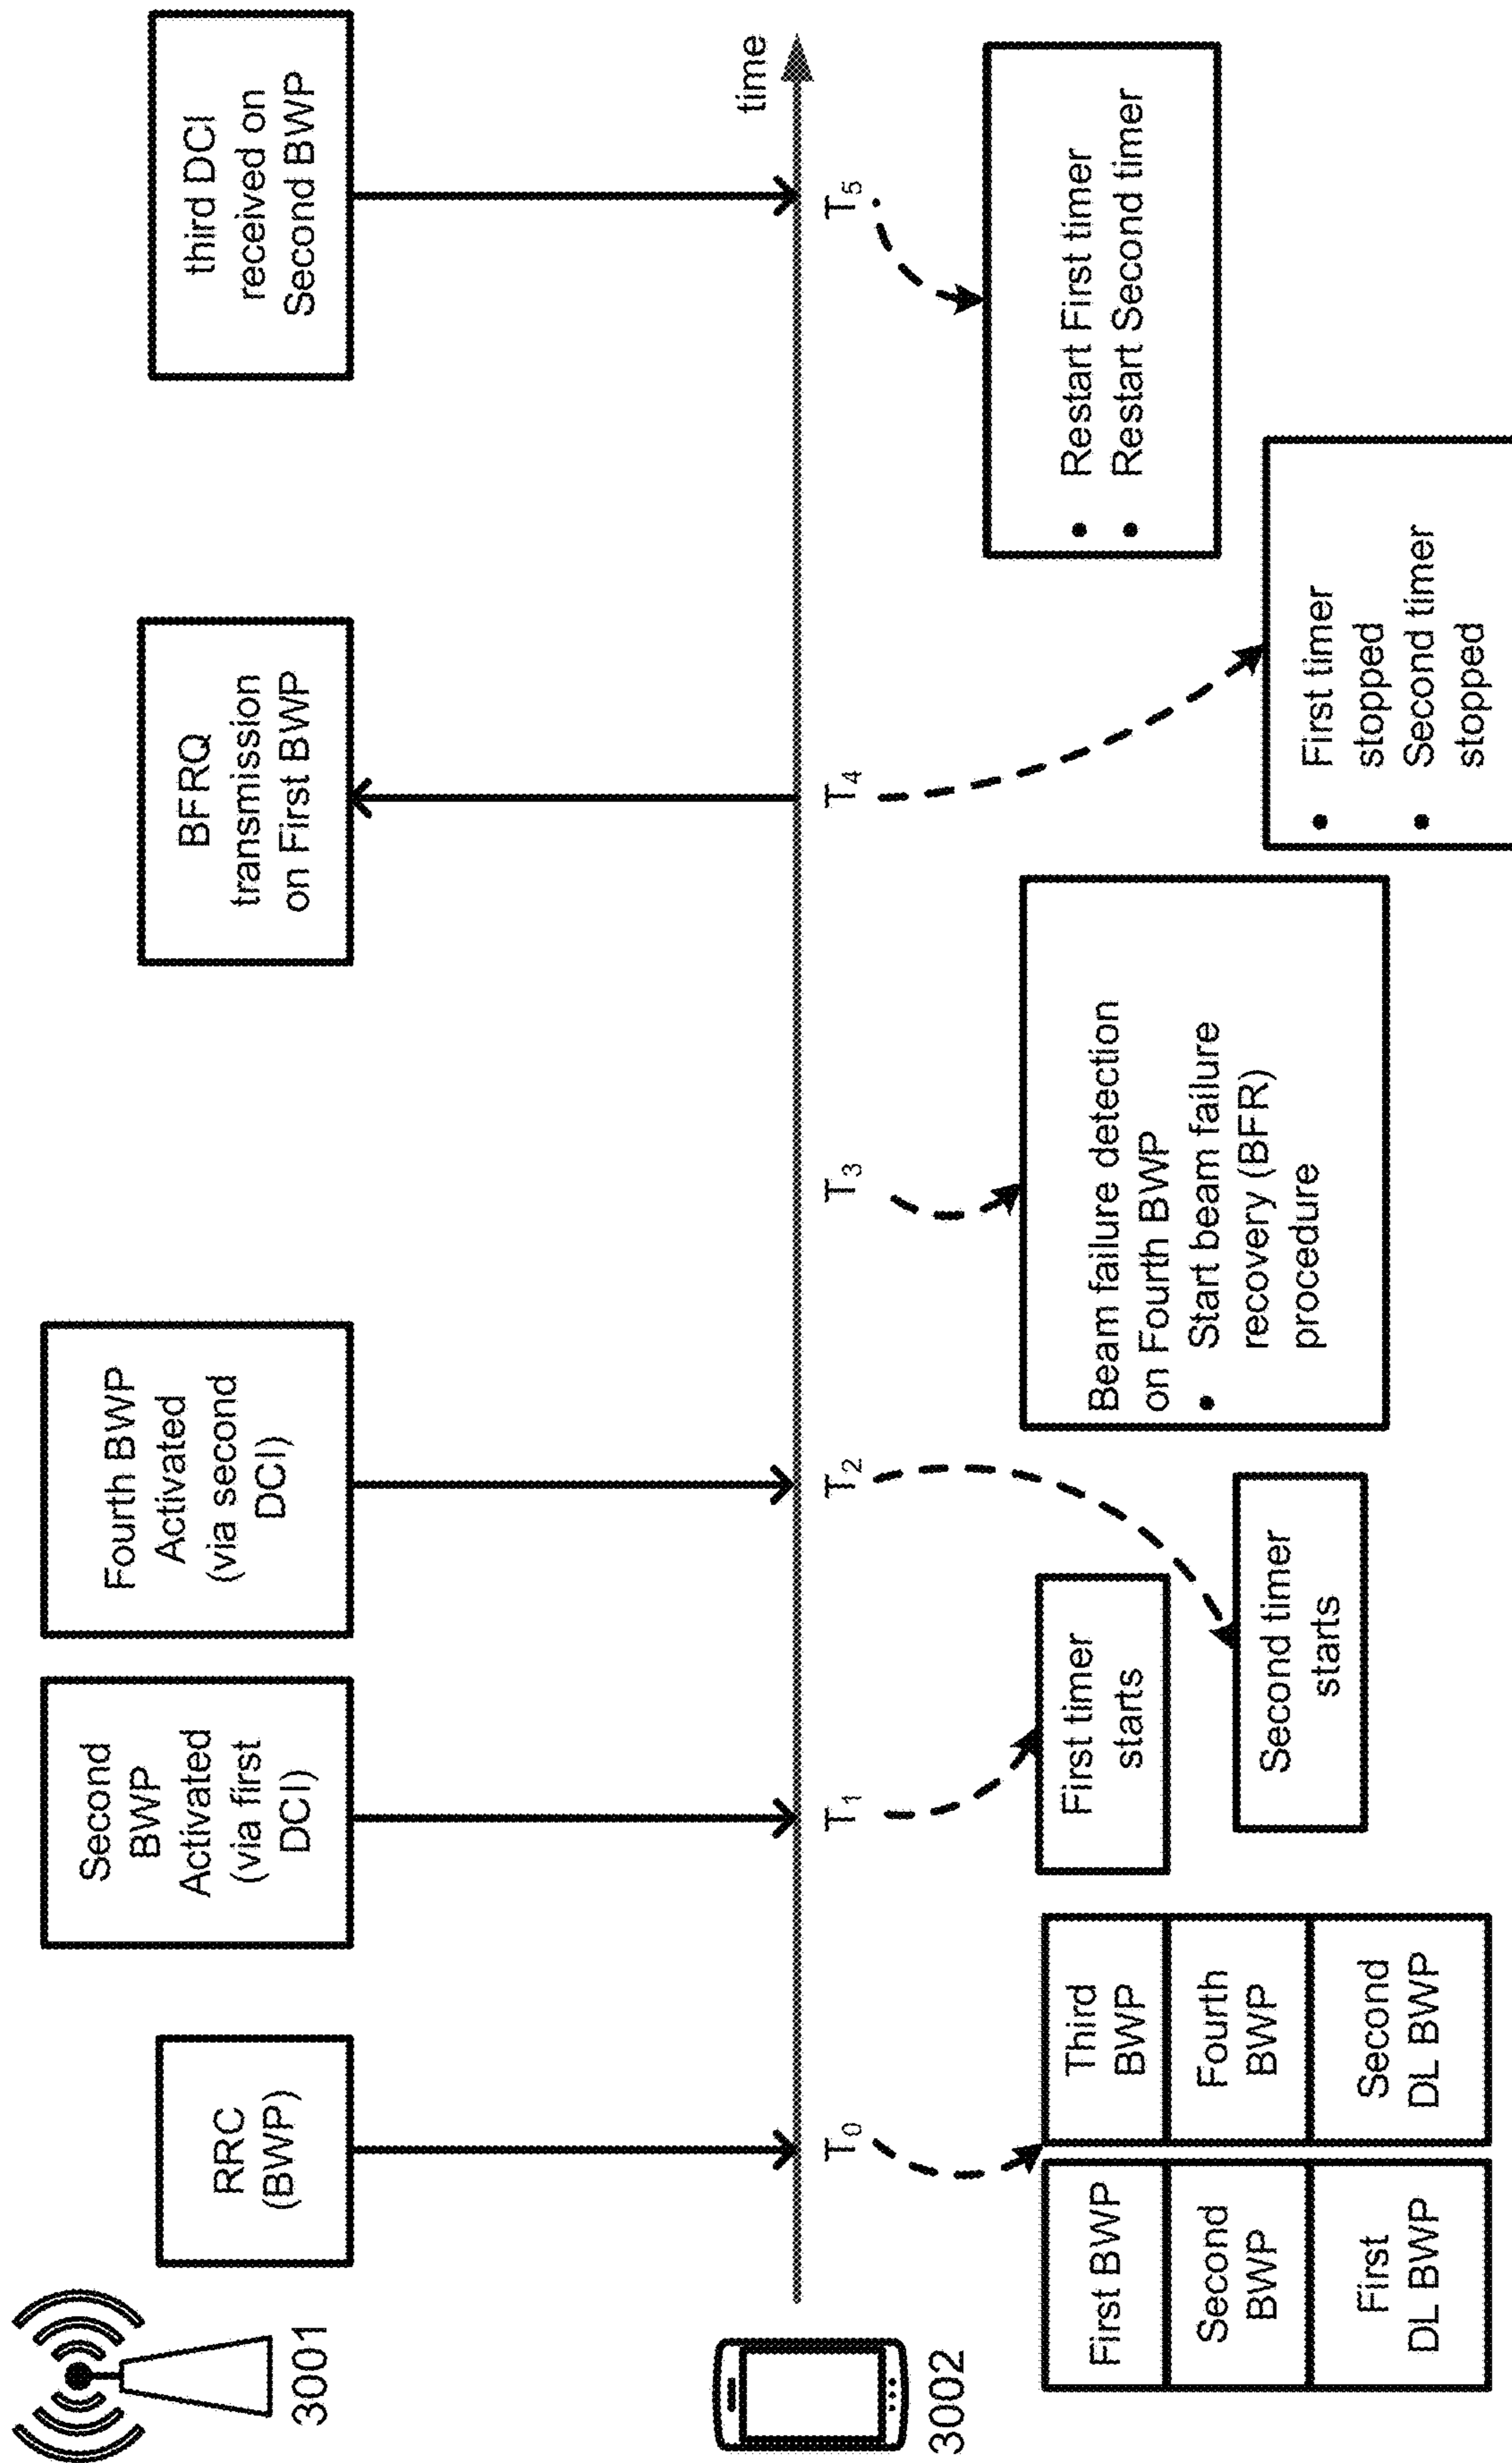 3001
RRC
(BWP)
Second
BWP
Activated
(via first
DCI)
Fourth BWP
Activated
(via second
DCI)
BFRQ
transmission
on First BWP
third DCI
received on
Second BWP
3002
time
T0
T1
T2
T3
T4
T5
First BWP
Third
BWP
Second
BWP
Fourth
BWP
First
DL BWP
Second
DL BWP
First timer
starts
Second timer
starts
Beam failure detection
on Fourth BWP
• Start beam failure
recovery (BFR)
procedure
• First timer
stopped
• Second timer
stopped
• Restart First timer
• Restart Second timer